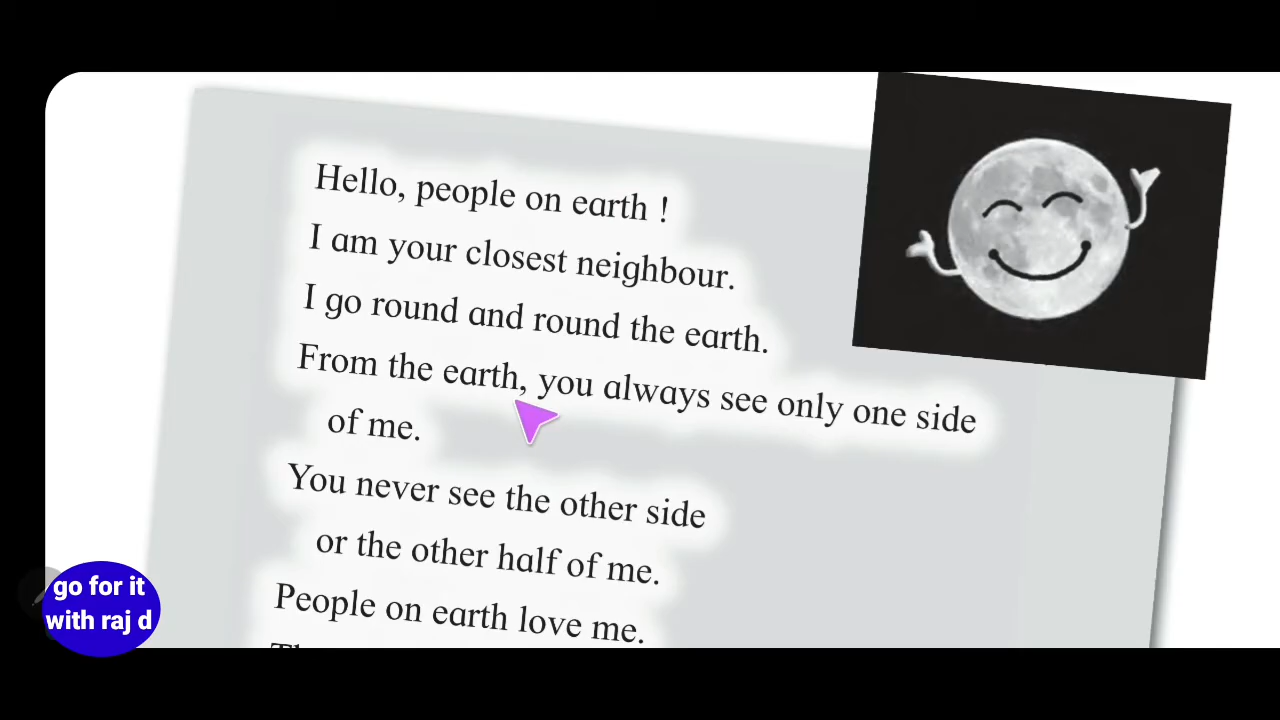 Hello, people on earth !
I am your closest neighbour.
I go round and round the earth.
From the earth, you always see only one side
of me.
You never see the other side
or the other half of me.
People on earth love me.
go for it
with raj d